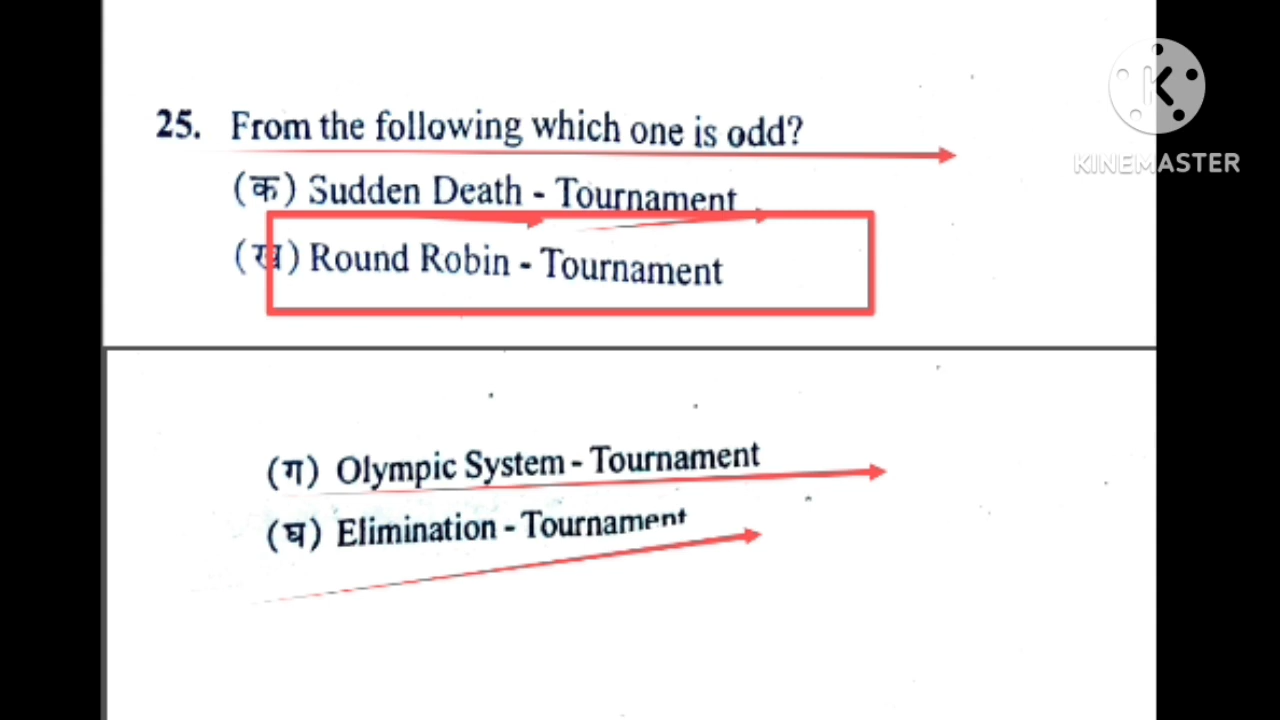 25. From the following which one is odd?
(क) Sudden Death - Tournament
(ख) Round Robin - Tournament
(ग) Olympic System - Tournament
(घ) Elimination - Tournament
KINEMASTER